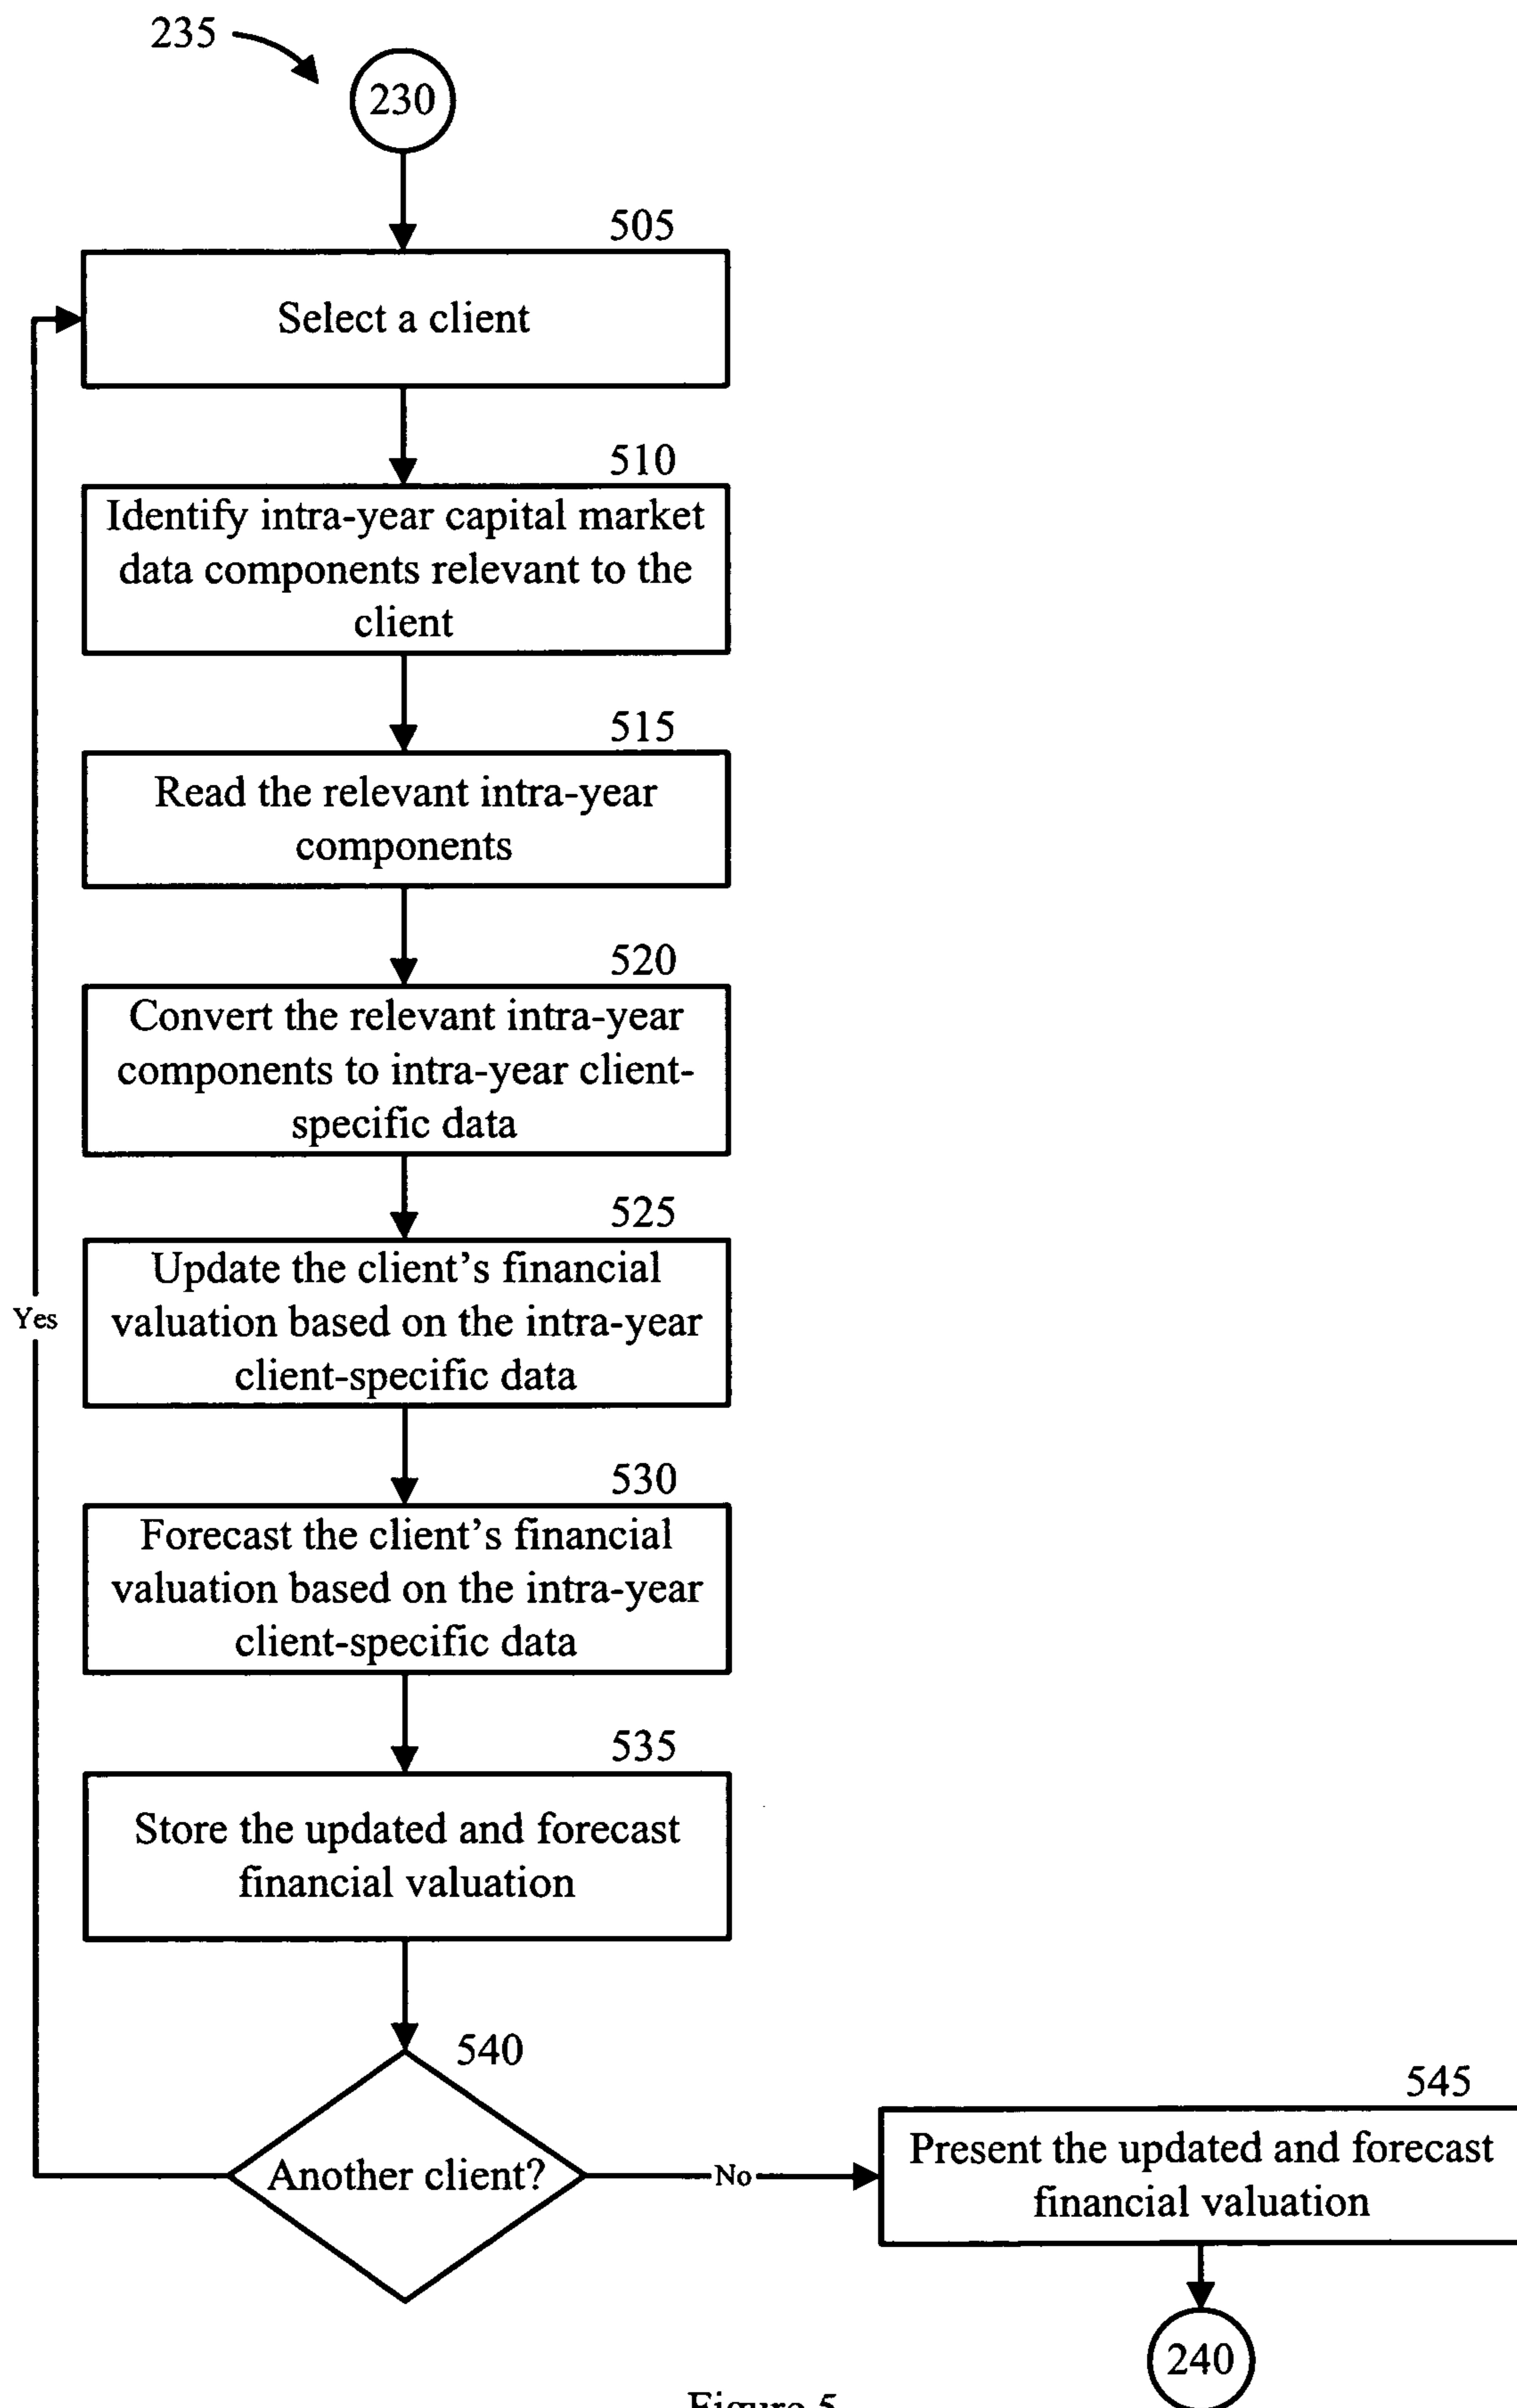 235
230
505
Select a client
510
Identify intra-year capital market
data components relevant to the
client
515
Read the relevant intra-year
components
520
Convert the relevant intra-year
components to intra-year client-
specific data
525
Update the client's financial
valuation based on the intra-year
client-specific data
Yes
530
Forecast the client's financial
valuation based on the intra-year
client-specific data
535
Store the updated and forecast
financial valuation
540
Another client?
No
545
Present the updated and forecast
financial valuation
240
Figure 5